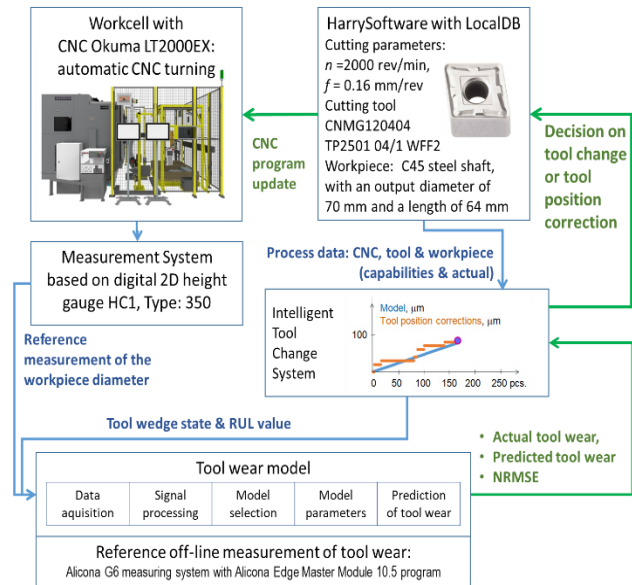 Workcell with
CNC Okuma LT2000EX:
automatic CNC turning
HarrySoftware with LocalDB
Cutting parameters:
n =2000 rev/min,
f = 0.16 mm/rev
Cutting tool
CNMG120404
TP2501 04/1 WFF2
Workpiece: C45 steel shaft,
with an output diameter of
70 mm and a length of 64 mm
CNC
program
update
Decision on
tool change
or tool
position
correction
Measurement System
based on digital 2D height
gauge HC1, Type: 350
Process data: CNC, tool & workpiece
(capabilities & actual)
Intelligent
Tool
Change
System
Model, µm
Tool position corrections, µm
100
0 50 100 150 200 250 pcs.
Reference
measurement of the
workpiece diameter
Tool wedge state & RUL value
• Actual tool wear,
• Predicted tool wear
• NRMSE
Tool wear model
Data
aquisition
Signal
processing
Model
selection
Model
parameters
Prediction
of tool wear
Reference off-line measurement of tool wear:
Alicona G6 measuring system with Alicona Edge Master Module 10.5 program